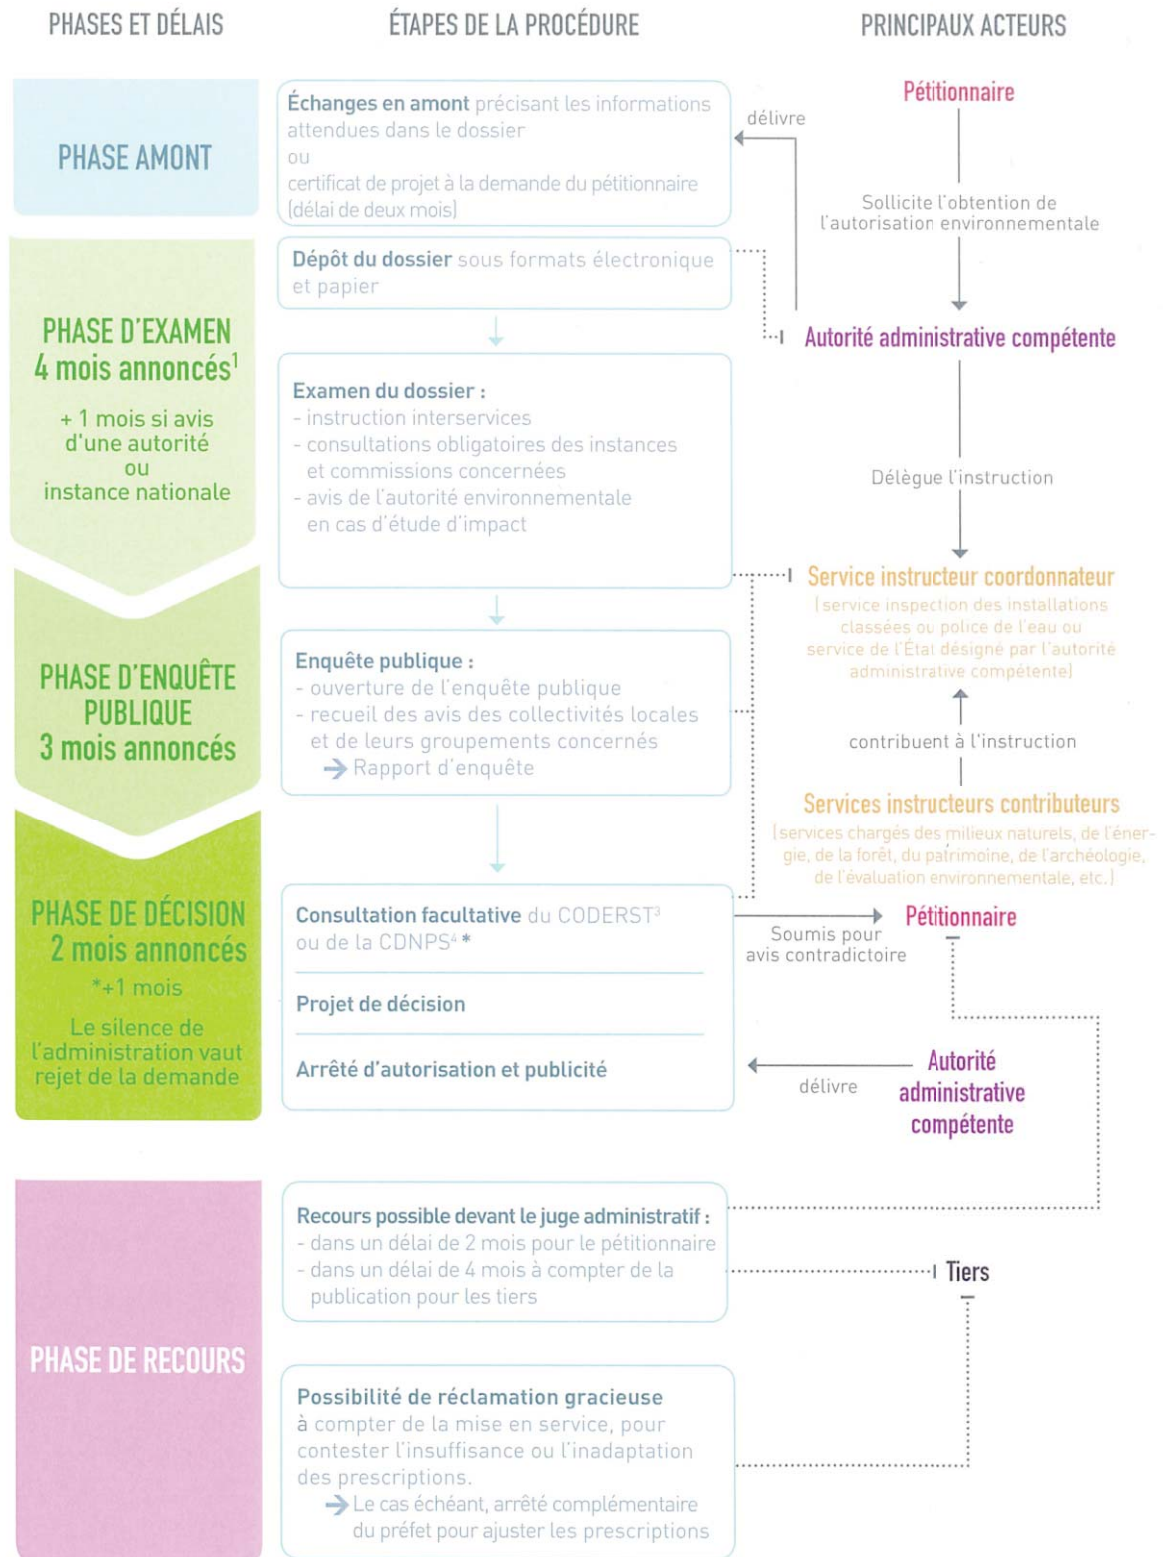 PHASES ET DÉLAIS
ÉTAPES DE LA PROCÉDURE
PRINCIPAUX ACTEURS
PHASE AMONT
Échanges en amont précisant les informations
attendues dans le dossier
ou
certificat de projet à la demande du pétitionnaire
(délai de deux mois)
délivre
Pétitionnaire
Sollicite l'obtention de
l'autorisation environnementale
PHASE D'EXAMEN
4 mois annoncés¹
+ 1 mois si avis
d'une autorité
ou
instance nationale
Dépôt du dossier sous formats électronique
et papier
Autorité administrative compétente
Examen du dossier :
- instruction interservices
- consultations obligatoires des instances
et commissions concernées
- avis de l'autorité environnementale
en cas d'étude d'impact
Délègue l'instruction
Service instructeur coordonnateur
(service inspection des installations
classées ou police de l'eau ou
service de l'État désigné par l'autorité
administrative compétente)
PHASE D'ENQUÊTE
PUBLIQUE
3 mois annoncés
Enquête publique :
- ouverture de l'enquête publique
- recueil des avis des collectivités locales
et de leurs groupements concernés
→ Rapport d'enquête
contribuent à l'instruction
Services instructeurs contributeurs
(services chargés des milieux naturels, de l'éner-
gie, de la forêt, du patrimoine, de l'archéologie,
de l'évaluation environnementale, etc.)
PHASE DE DÉCISION
2 mois annoncés
*+1 mois
Le silence de
l'administration vaut
rejet de la demande
Consultation facultative du CODERST³
ou de la CDNPS⁴ *
Projet de décision
Arrêté d'autorisation et publicité
Soumis pour
avis contradictoire
Pétitionnaire
délivre
Autorité
administrative
compétente
PHASE DE RECOURS
Recours possible devant le juge administratif :
- dans un délai de 2 mois pour le pétitionnaire
- dans un délai de 4 mois à compter de la
publication pour les tiers
Tiers
Possibilité de réclamation gracieuse
à compter de la mise en service, pour
contester l'insuffisance ou l'inadaptation
des prescriptions.
→ Le cas échéant, arrêté complémentaire
du préfet pour ajuster les prescriptions